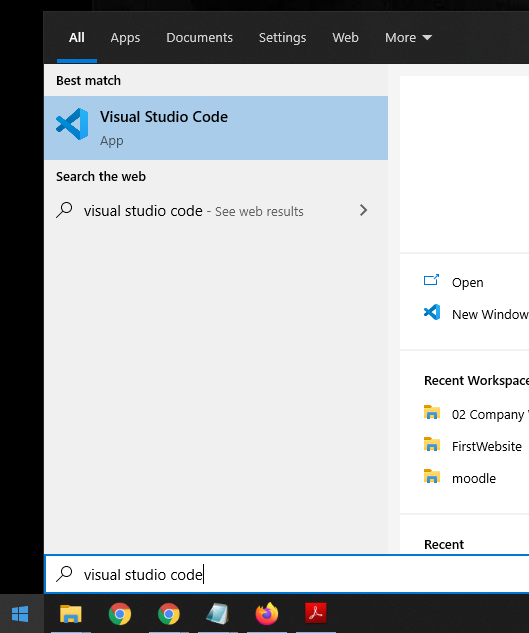 All Apps Documents Settings Web More
Best match
Visual Studio Code
App
Search the web
visual studio code - See web results
Open
New Window
Recent Workspace
02 Company
FirstWebsite
moodle
Recent
visual studio code